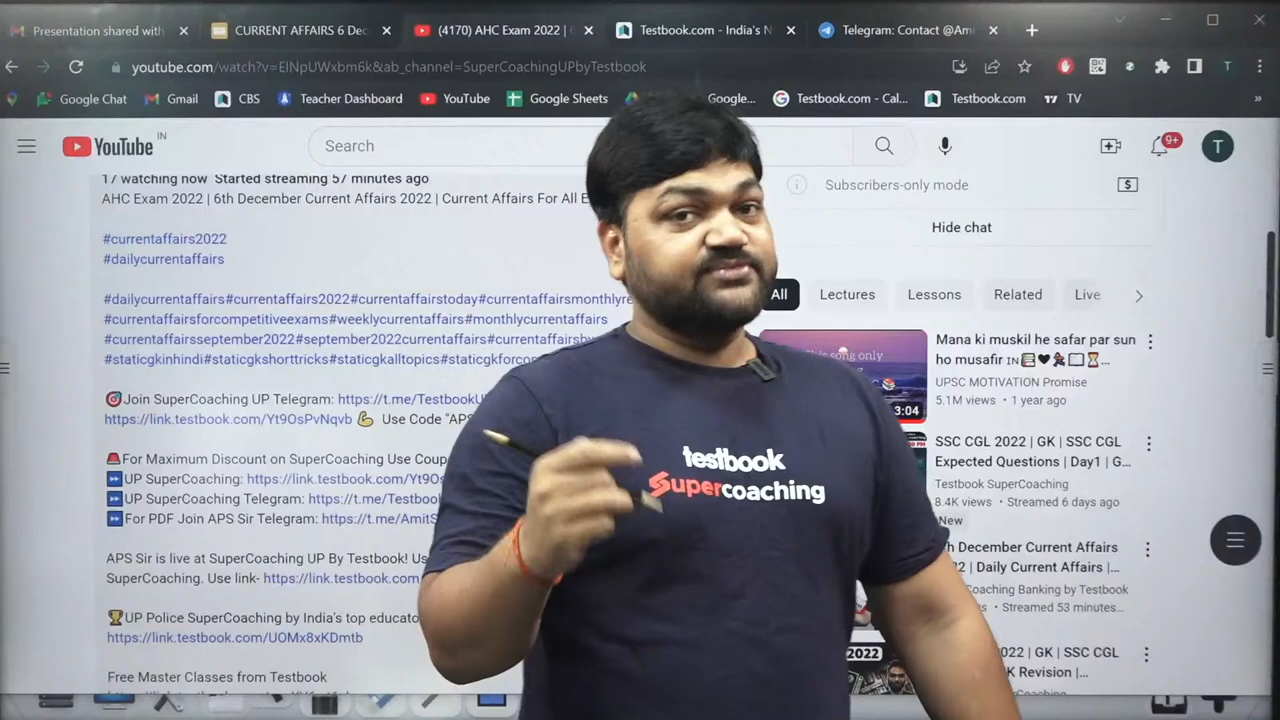 Presentation shared with
CURRENT AFFAIRS 6 Dec
(4170) AHC Exam 2022 |
Testbook.com - India's N
Telegram: Contact @Am
youtube.com/watch?v=ElNpUWxbm6k&ab_channel=SuperCoachingUPbyTestbook
T
Google Chat
Gmail
CBS
Teacher Dashboard
YouTube
Google Sheets
Google...
Testbook.com - Cal...
Testbook.com
TV
YouTube IN
Search
9+
T
17 watching now Started streaming 57 minutes ago
AHC Exam 2022 | 6th December Current Affairs 2022 | Current Affairs For All E
#currentaffairs2022
#dailycurrentaffairs
#dailycurrentaffairs#currentaffairs2022#currentaffairstoday#currentaffairsmonthlyre
#currentaffairsforcompetitiveexams#weeklycurrentaffairs#monthlycurrentaffairs
#currentaffairsseptember2022#september2022currentaffairs#currentaffairsb
#staticgkinhindi#staticgkshorttricks#staticgkalltopics#staticgkforco
Join SuperCoaching UP Telegram: https://t.me/TestbookU
https://link.testbook.com/Yt9OsPvNqvb Use Code "APS
For Maximum Discount on SuperCoaching Use Coup
UP SuperCoaching: https://link.testbook.com/Yt9Os
UP SuperCoaching Telegram: https://t.me/Testb
For PDF Join APS Sir Telegram: https://t.me/AmitS
APS Sir is live at SuperCoaching UP By Testbook! Us
SuperCoaching. Use link- https://link.testbook.com
UP Police SuperCoaching by India's top educato
https://link.testbook.com/UOMx8xKDmtb
Free Master Classes from Testbook
testbook
Supercoaching
Subscribers-only mode
$
Hide chat
All
Lectures
Lessons
Related
Live
This song only
3:04
Mana ki muskil he safar par sun
ho musafir IN
UPSC MOTIVATION Promise
5.1M views • 1 year ago
SSC CGL 2022 | GK | SSC CGL
Expected Questions | Day1 | G...
Testbook SuperCoaching
8.4K views • Streamed 6 days ago
New
th December Current Affairs
2022 | Daily Current Affairs |...
Coaching Banking by Testbook
• Streamed 53 minutes...
2022
2022 | GK | SSC CGL
K Revision |...